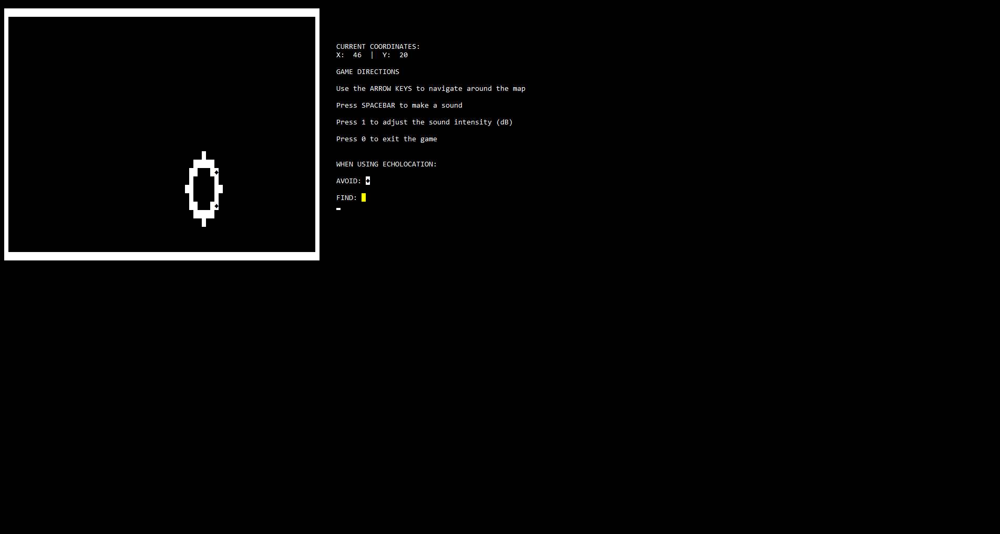 CURRENT COORDINATES:
X:  46  |  Y:  20
GAME DIRECTIONS
Use the ARROW KEYS to navigate around the map
Press SPACEBAR to make a sound
Press 1 to adjust the sound intensity (dB)
Press 0 to exit the game
WHEN USING ECHOLOCATION:
AVOID: ♦
FIND: